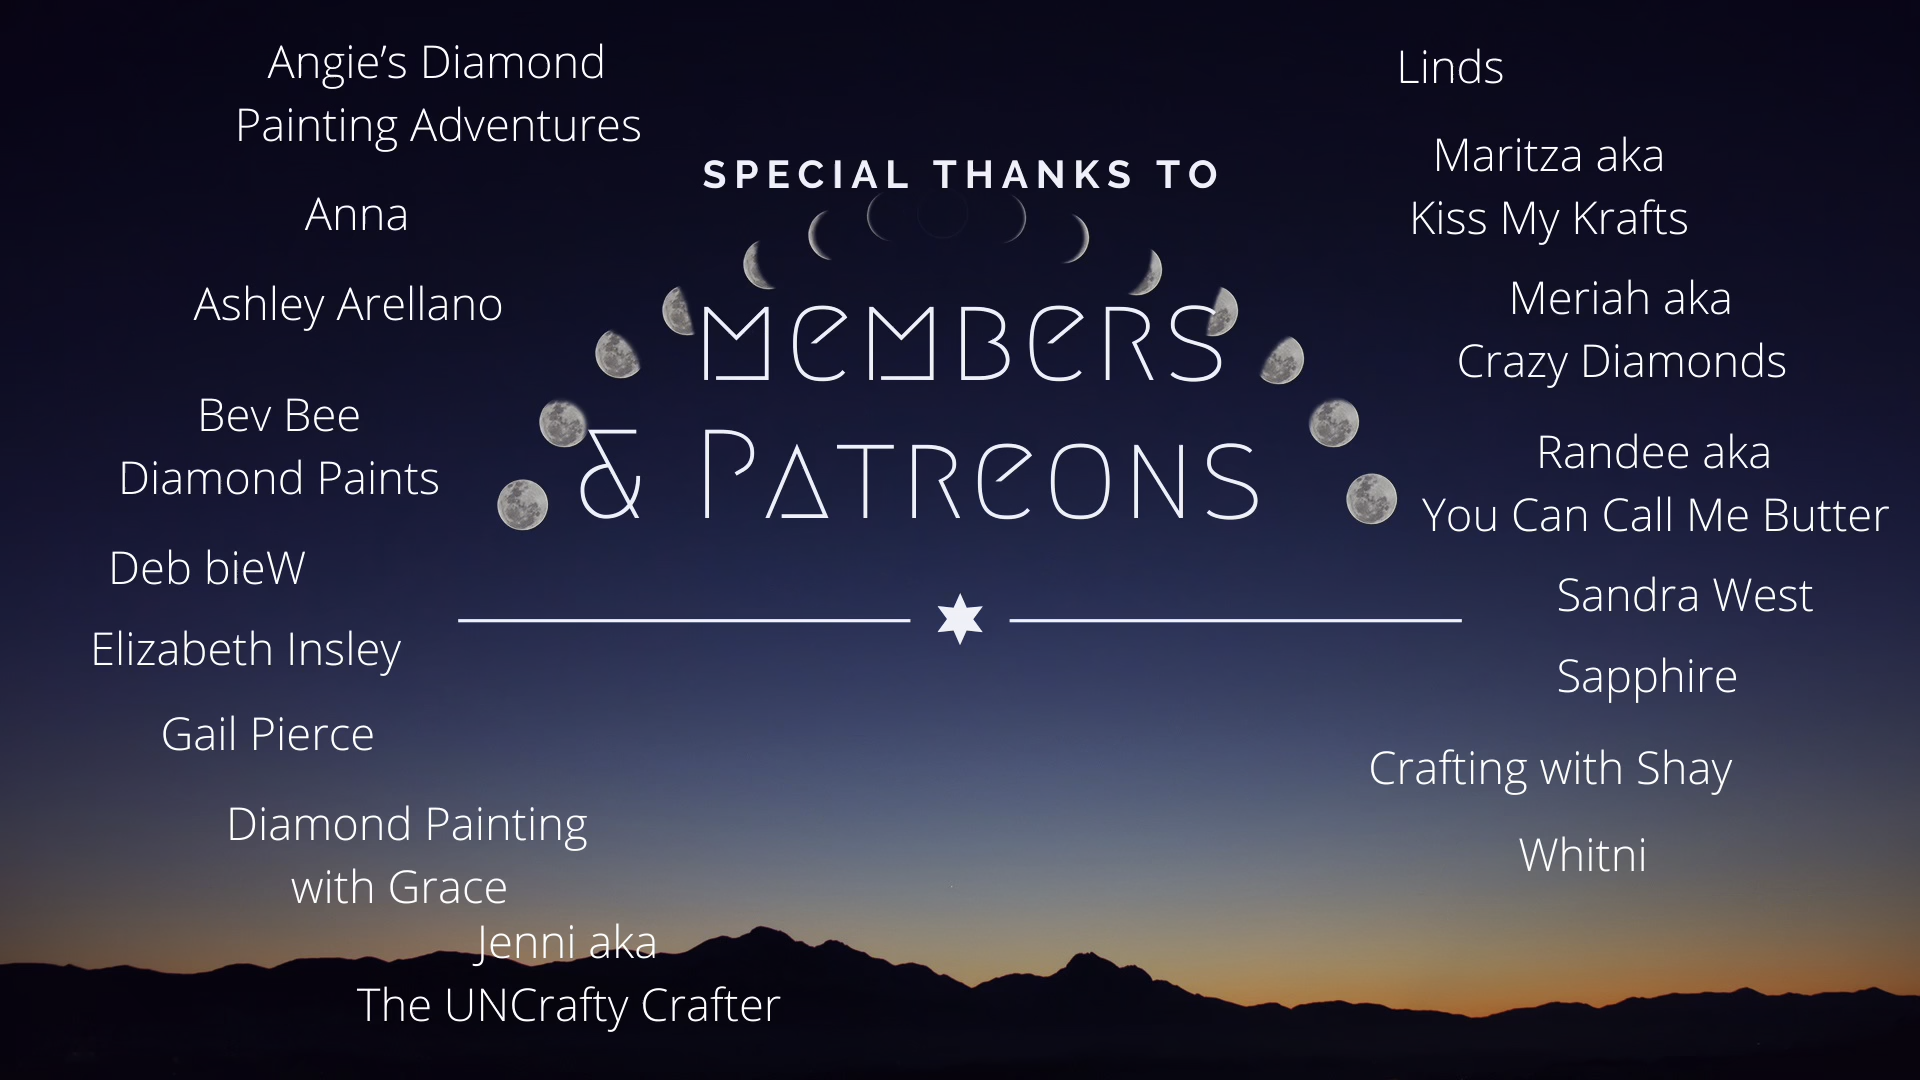 Angie’s Diamond
Painting Adventures
Anna
Ashley Arellano
Bev Bee
Diamond Paints
Deb bieW
Elizabeth Insley
Gail Pierce
Diamond Painting
with Grace
Jenni aka
The UNCrafty Crafter
SPECIAL THANKS TO
MEMBERS
& PATREONS
Linds
Maritza aka
Kiss My Krafts
Meriah aka
Crazy Diamonds
Randee aka
You Can Call Me Butter
Sandra West
Sapphire
Crafting with Shay
Whitni